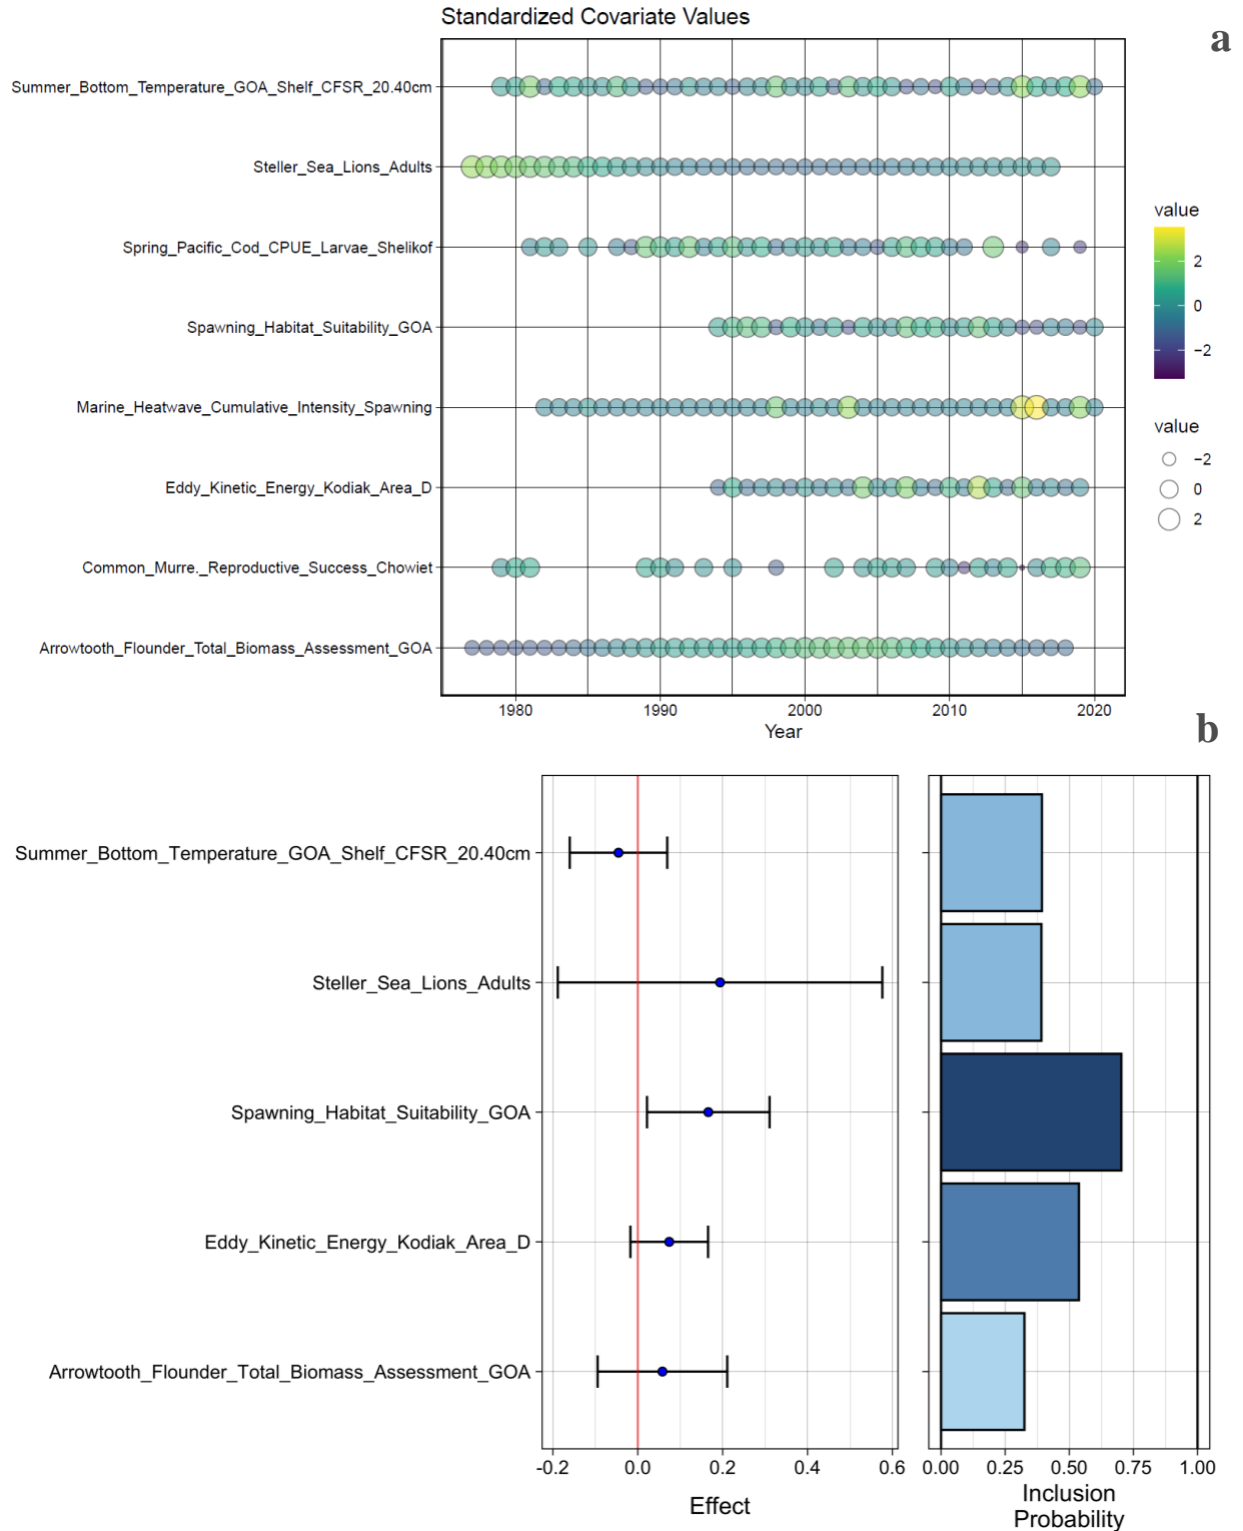 Standardized Covariate Values
a
Summer_Bottom_Temperature_GOA_Shelf_CFSR_20.40cm
Steller_Sea_Lions_Adults
Spring_Pacific_Cod_CPUE_Larvae_Shelikof
Spawning_Habitat_Suitability_GOA
Marine_Heatwave_Cumulative_Intensity_Spawning
Eddy_Kinetic_Energy_Kodiak_Area_D
Common_Murre._Reproductive_Success_Chowiet
Arrowtooth_Flounder_Total_Biomass_Assessment_GOA
1980 1990 2000 2010 2020
Year
value
2
0
−2
value
−2
0
2
b
Summer_Bottom_Temperature_GOA_Shelf_CFSR_20.40cm
Steller_Sea_Lions_Adults
Spawning_Habitat_Suitability_GOA
Eddy_Kinetic_Energy_Kodiak_Area_D
Arrowtooth_Flounder_Total_Biomass_Assessment_GOA
-0.2 0.0 0.2 0.4 0.6
Effect
0.00 0.25 0.50 0.75 1.00
Inclusion
Probability